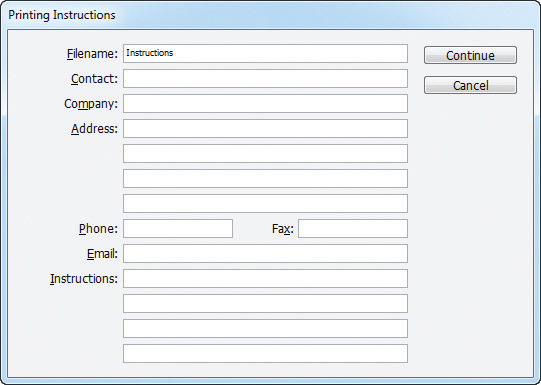 Printing Instructions
Filename: Instructions
Continue
Contact:
Cancel
Company:
Address:
Phone: Fax:
Email:
Instructions: